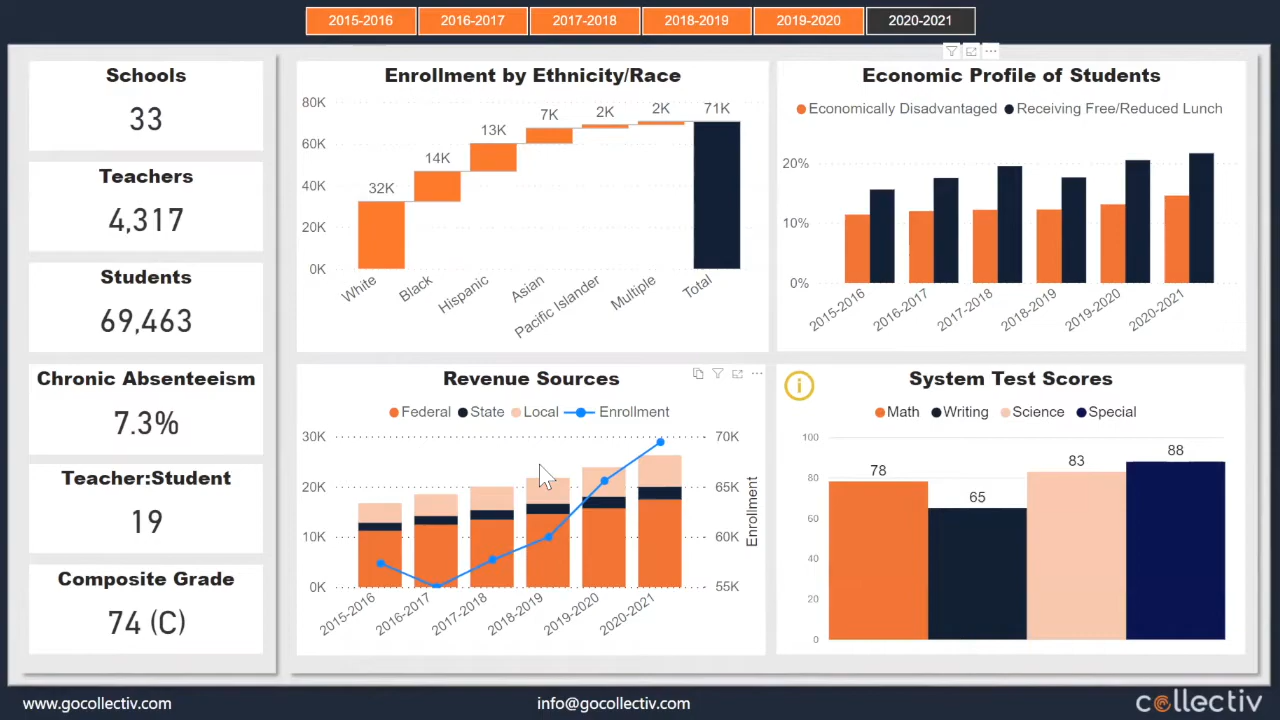 2015-2016 2016-2017 2017-2018 2018-2019 2019-2020 2020-2021
Schools
33
Teachers
4,317
Students
69,463
Chronic Absenteeism
7.3%
Teacher:Student
19
Composite Grade
74 (C)
Enrollment by Ethnicity/Race
80K
60K
40K
20K
0K
32K
14K
13K
7K
2K
2K
71K
White
Black
Hispanic
Asian
Pacific Islander
Multiple
Total
Economic Profile of Students
Economically Disadvantaged Receiving Free/Reduced Lunch
20%
10%
0%
2015-2016
2016-2017
2017-2018
2018-2019
2019-2020
2020-2021
Revenue Sources
Federal State Local Enrollment
30K
20K
10K
0K
70K
65K
60K
55K
Enrollment
2015-2016
2016-2017
2017-2018
2018-2019
2019-2020
2020-2021
i
System Test Scores
Math Writing Science Special
100
80
60
40
20
0
78
65
83
88
www.gocollectiv.com
info@gocollectiv.com
collectiv